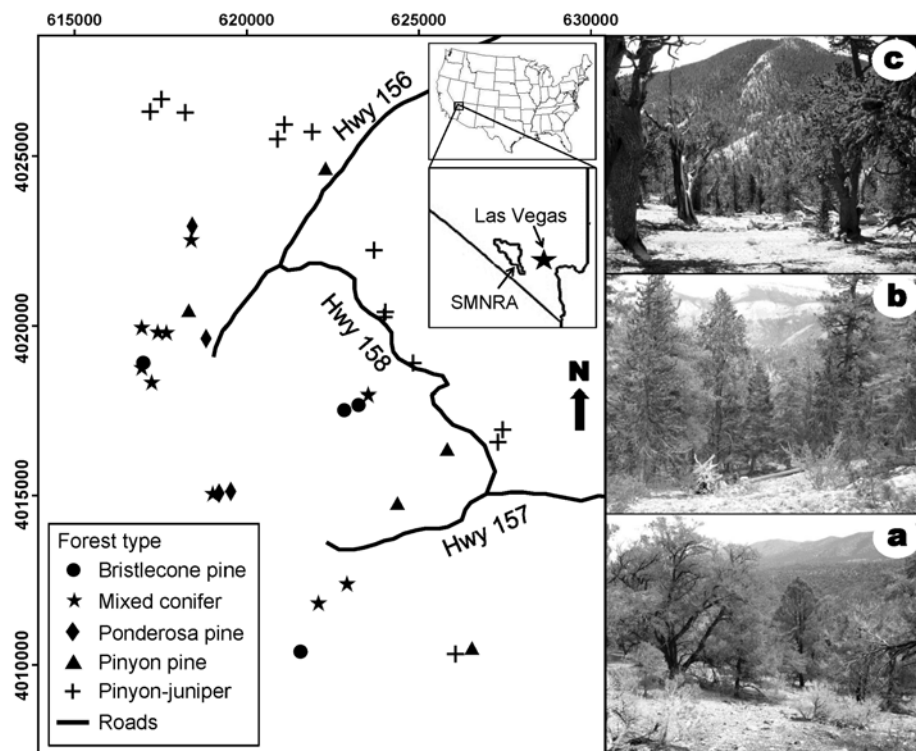 615000 620000 625000 630000
4025000
4020000
4015000
4010000
Hwy 156
Hwy 158
Hwy 157
Las Vegas
SMNRA
N
Forest type
Bristlecone pine
Mixed conifer
Ponderosa pine
Pinyon pine
Pinyon-juniper
Roads
c
b
a